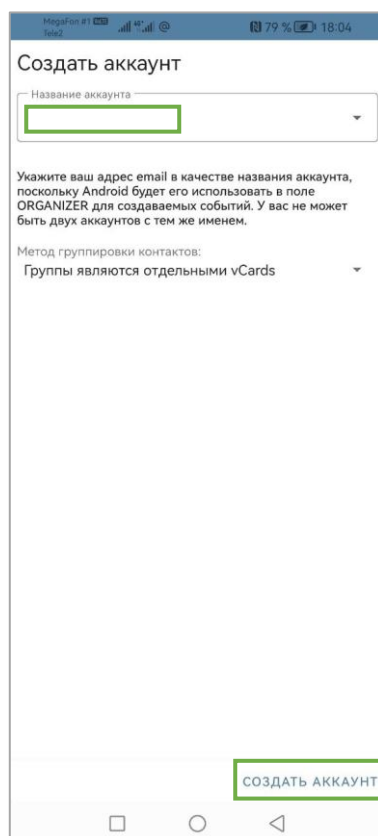 MegaFon #1
Tele2
79 % 18:04
Создать аккаунт
Название аккаунта
Укажите ваш адрес email в качестве названия аккаунта,
поскольку Android будет его использовать в поле
ORGANIZER для создаваемых событий. У вас не может
быть двух аккаунтов с тем же именем.
Метод группировки контактов:
Группы являются отдельными vCards
СОЗДАТЬ АККАУНТ